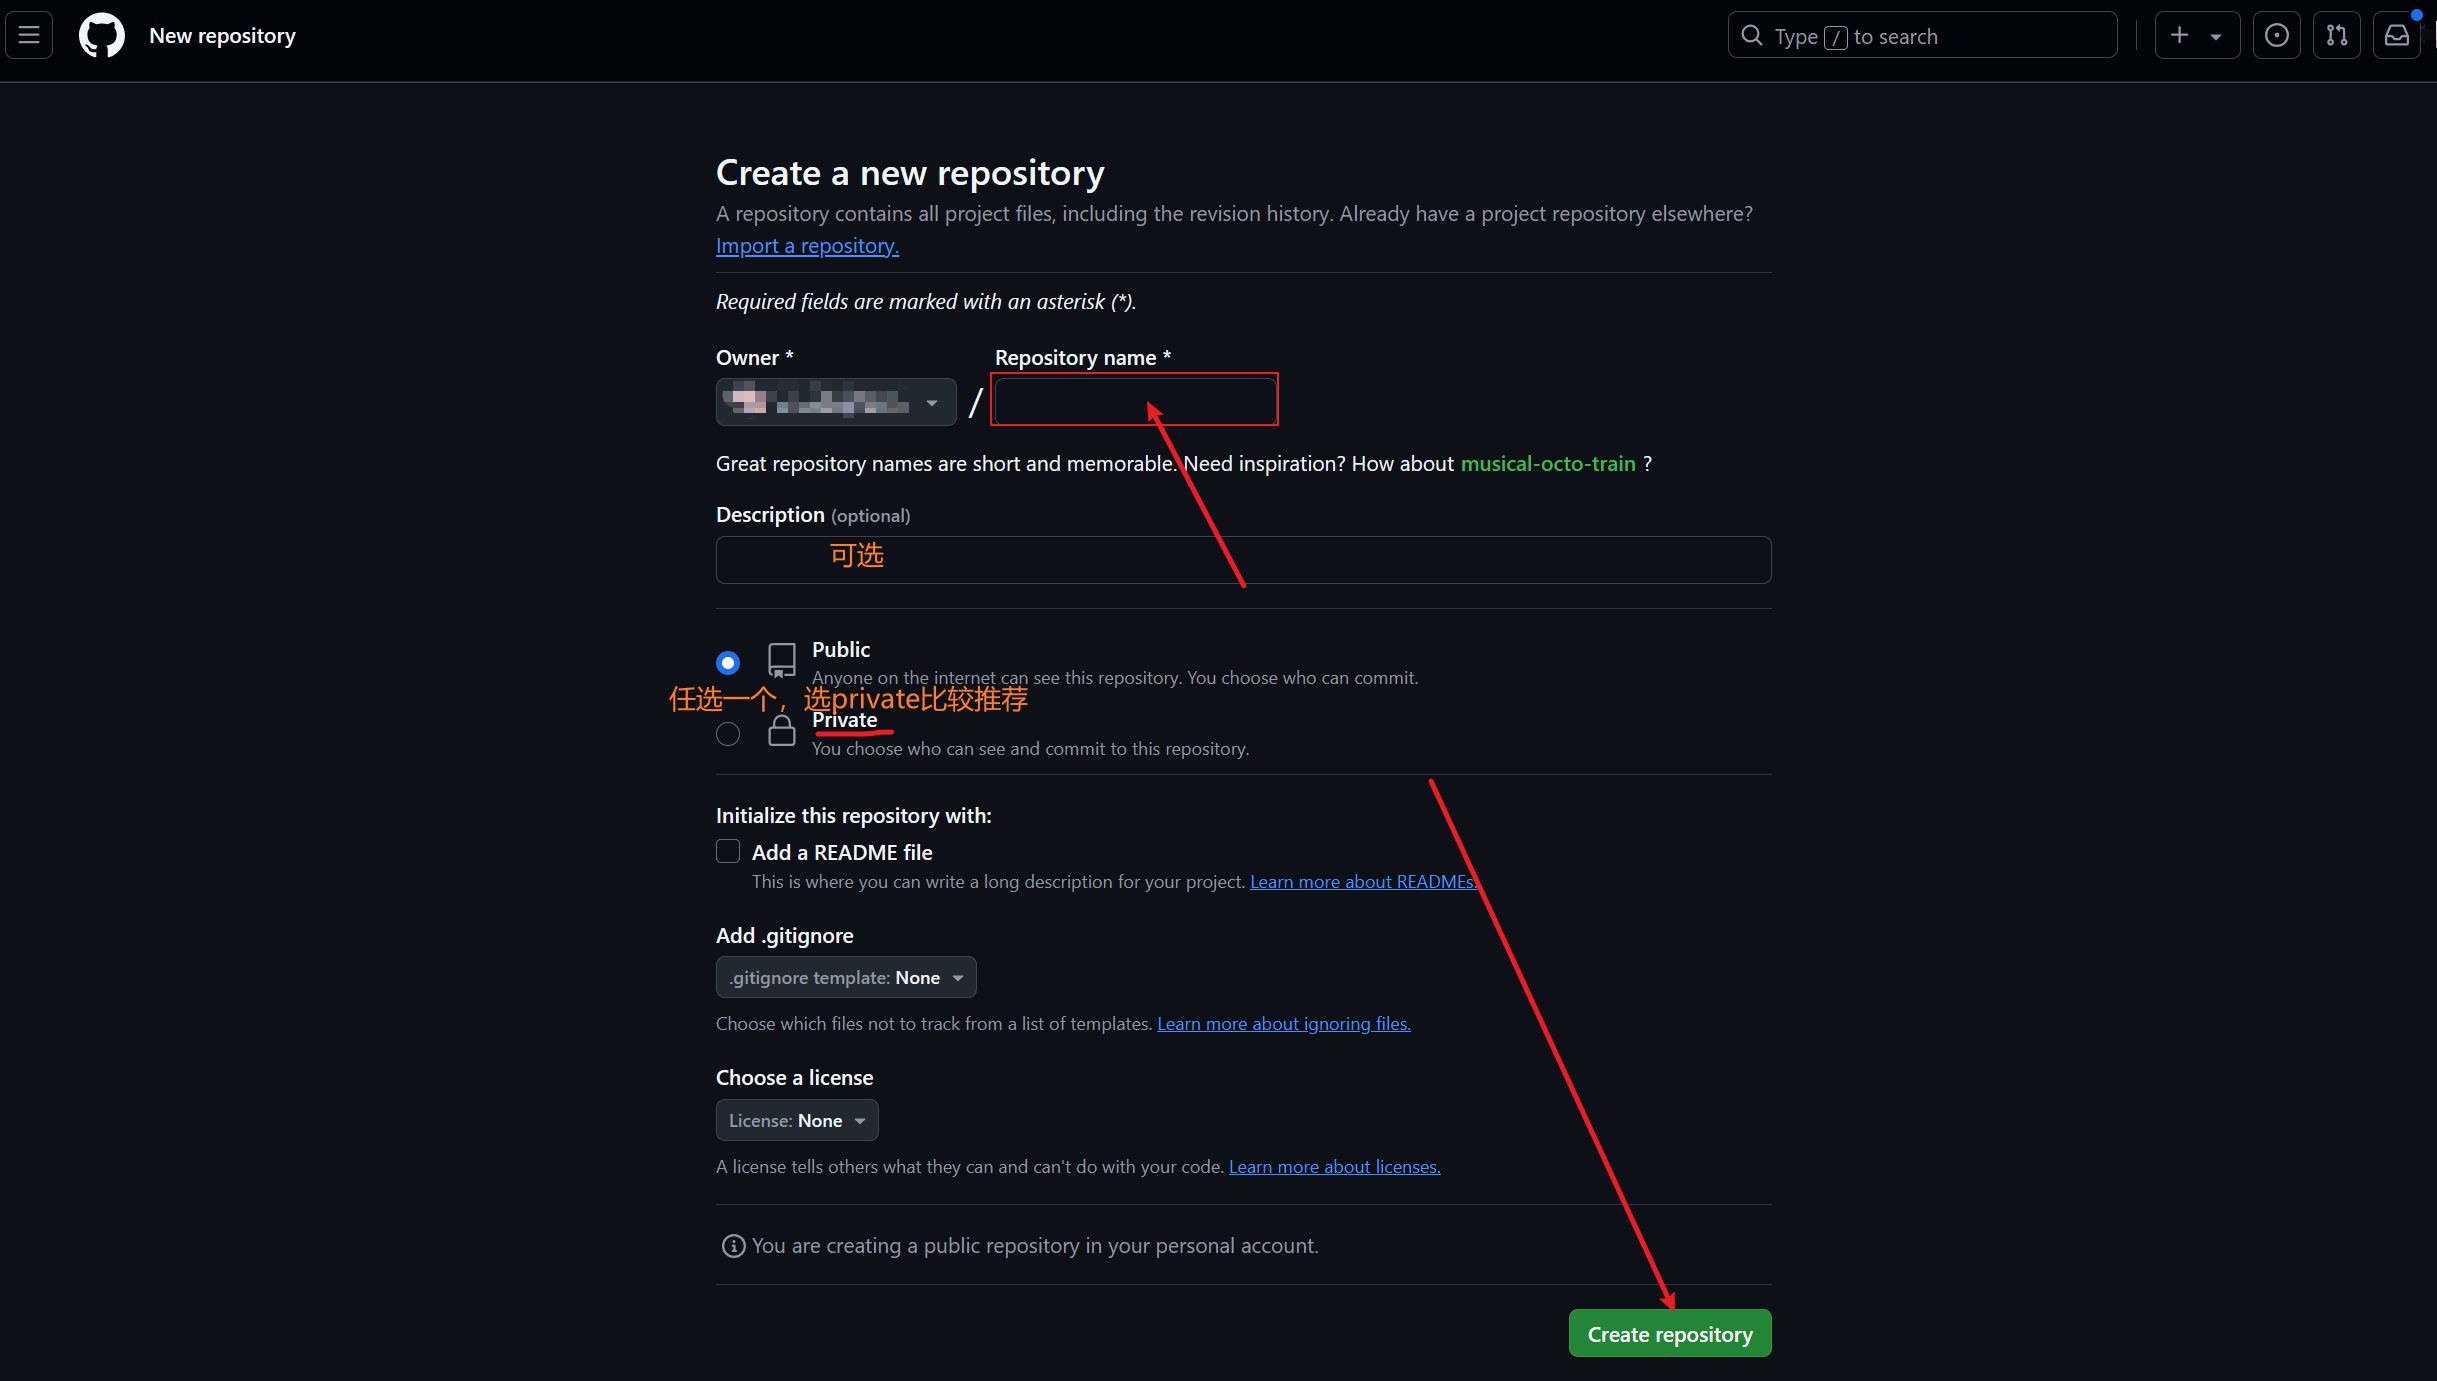 New repository
Type / to search
Create a new repository
A repository contains all project files, including the revision history. Already have a project repository elsewhere?
Import a repository.
Required fields are marked with an asterisk (*).
Owner *
Repository name *
/
Great repository names are short and memorable. Need inspiration? How about musical-octo-train ?
Description (optional)
可选
Public
Anyone on the internet can see this repository. You choose who can commit.
任选一个，选private比较推荐
Private
You choose who can see and commit to this repository.
Initialize this repository with:
Add a README file
This is where you can write a long description for your project. Learn more about READMEs.
Add .gitignore
.gitignore template: None
Choose which files not to track from a list of templates. Learn more about ignoring files.
Choose a license
License: None
A license tells others what they can and can't do with your code. Learn more about licenses.
You are creating a public repository in your personal account.
Create repository